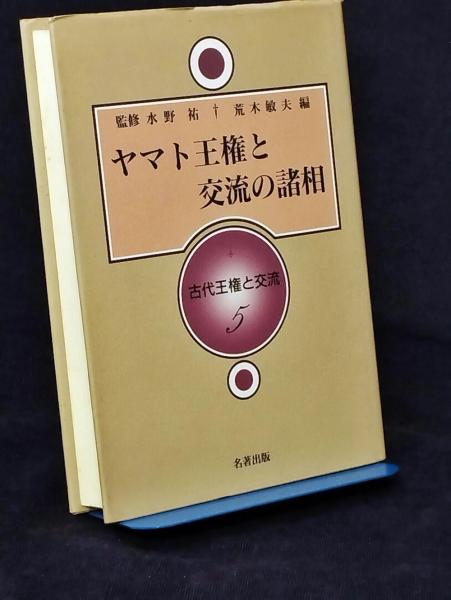 監修 水野 祐 † 荒木敏夫 編
ヤマト王権と
交流の諸相
古代王権と交流
5
名著出版